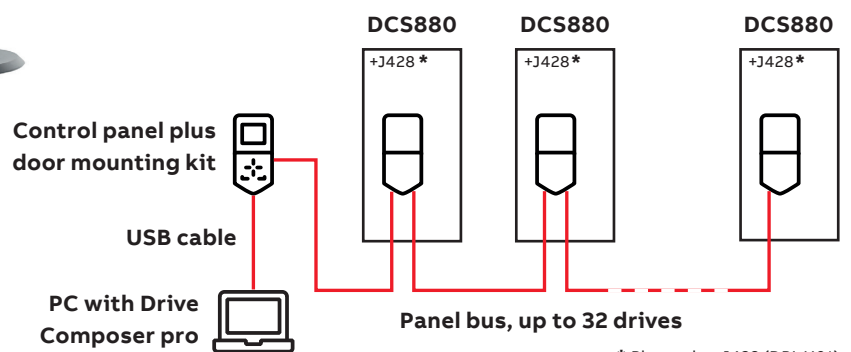 DCS880 DCS880 DCS880
+J428 * +J428* +J428*
Control panel plus
door mounting kit
USB cable
PC with Drive
Composer pro
Panel bus, up to 32 drives